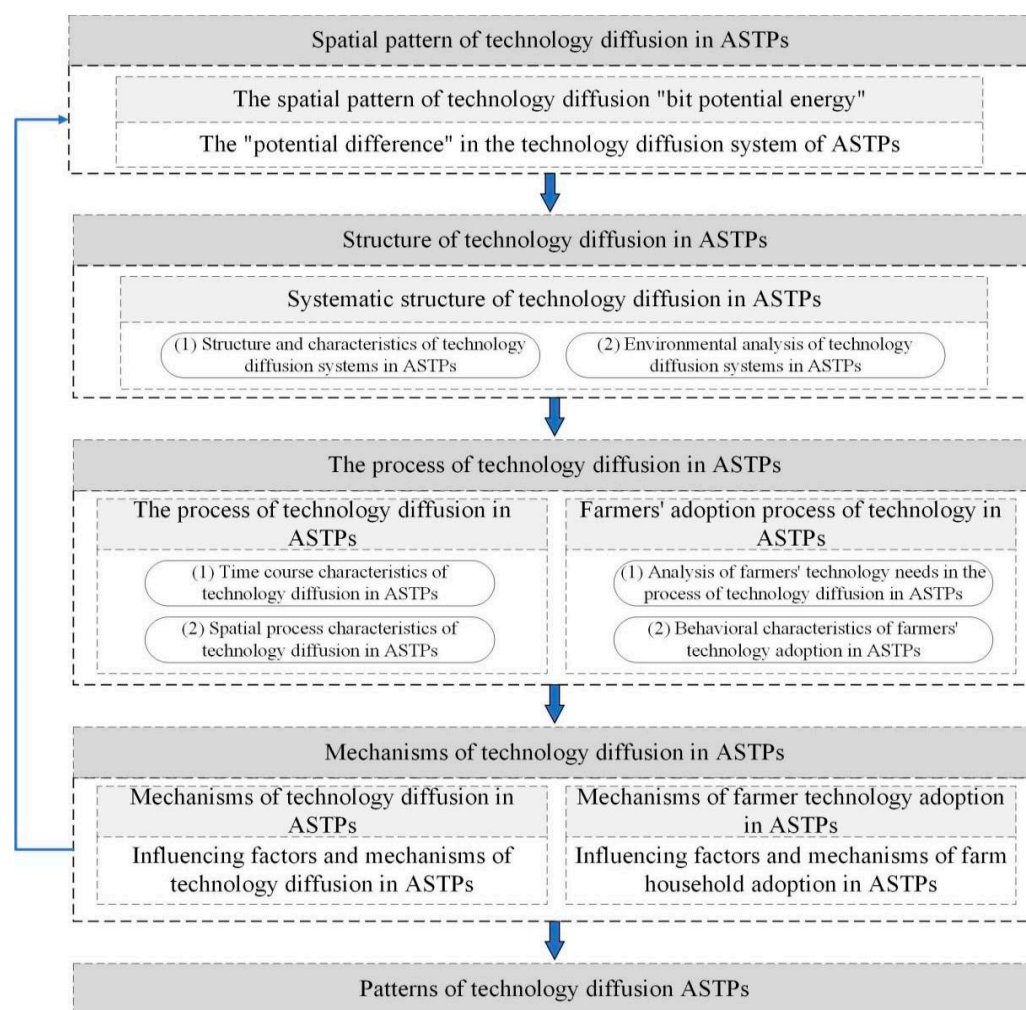 Spatial pattern of technology diffusion in ASTPs
The spatial pattern of technology diffusion "bit potential energy"
The "potential difference" in the technology diffusion system of ASTPs
Structure of technology diffusion in ASTPs
Systematic structure of technology diffusion in ASTPs
(1) Structure and characteristics of technology
diffusion systems in ASTPs
(2) Environmental analysis of technology
diffusion systems in ASTPs
The process of technology diffusion in ASTPs
The process of technology diffusion in
ASTPs
(1) Time course characteristics of
technology diffusion in ASTPs
(2) Spatial process characteristics of
technology diffusion in ASTPs
Farmers' adoption process of technology in
ASTPs
(1) Analysis of farmers' technology needs in the
process of technology diffusion in ASTPs
(2) Behavioral characteristics of farmers'
technology adoption in ASTPs
Mechanisms of technology diffusion in ASTPs
Mechanisms of technology diffusion in
ASTPs
Influencing factors and mechanisms of
technology diffusion in ASTPs
Mechanisms of farmer technology adoption
in ASTPs
Influencing factors and mechanisms of farm
household adoption in ASTPs
Patterns of technology diffusion ASTPs